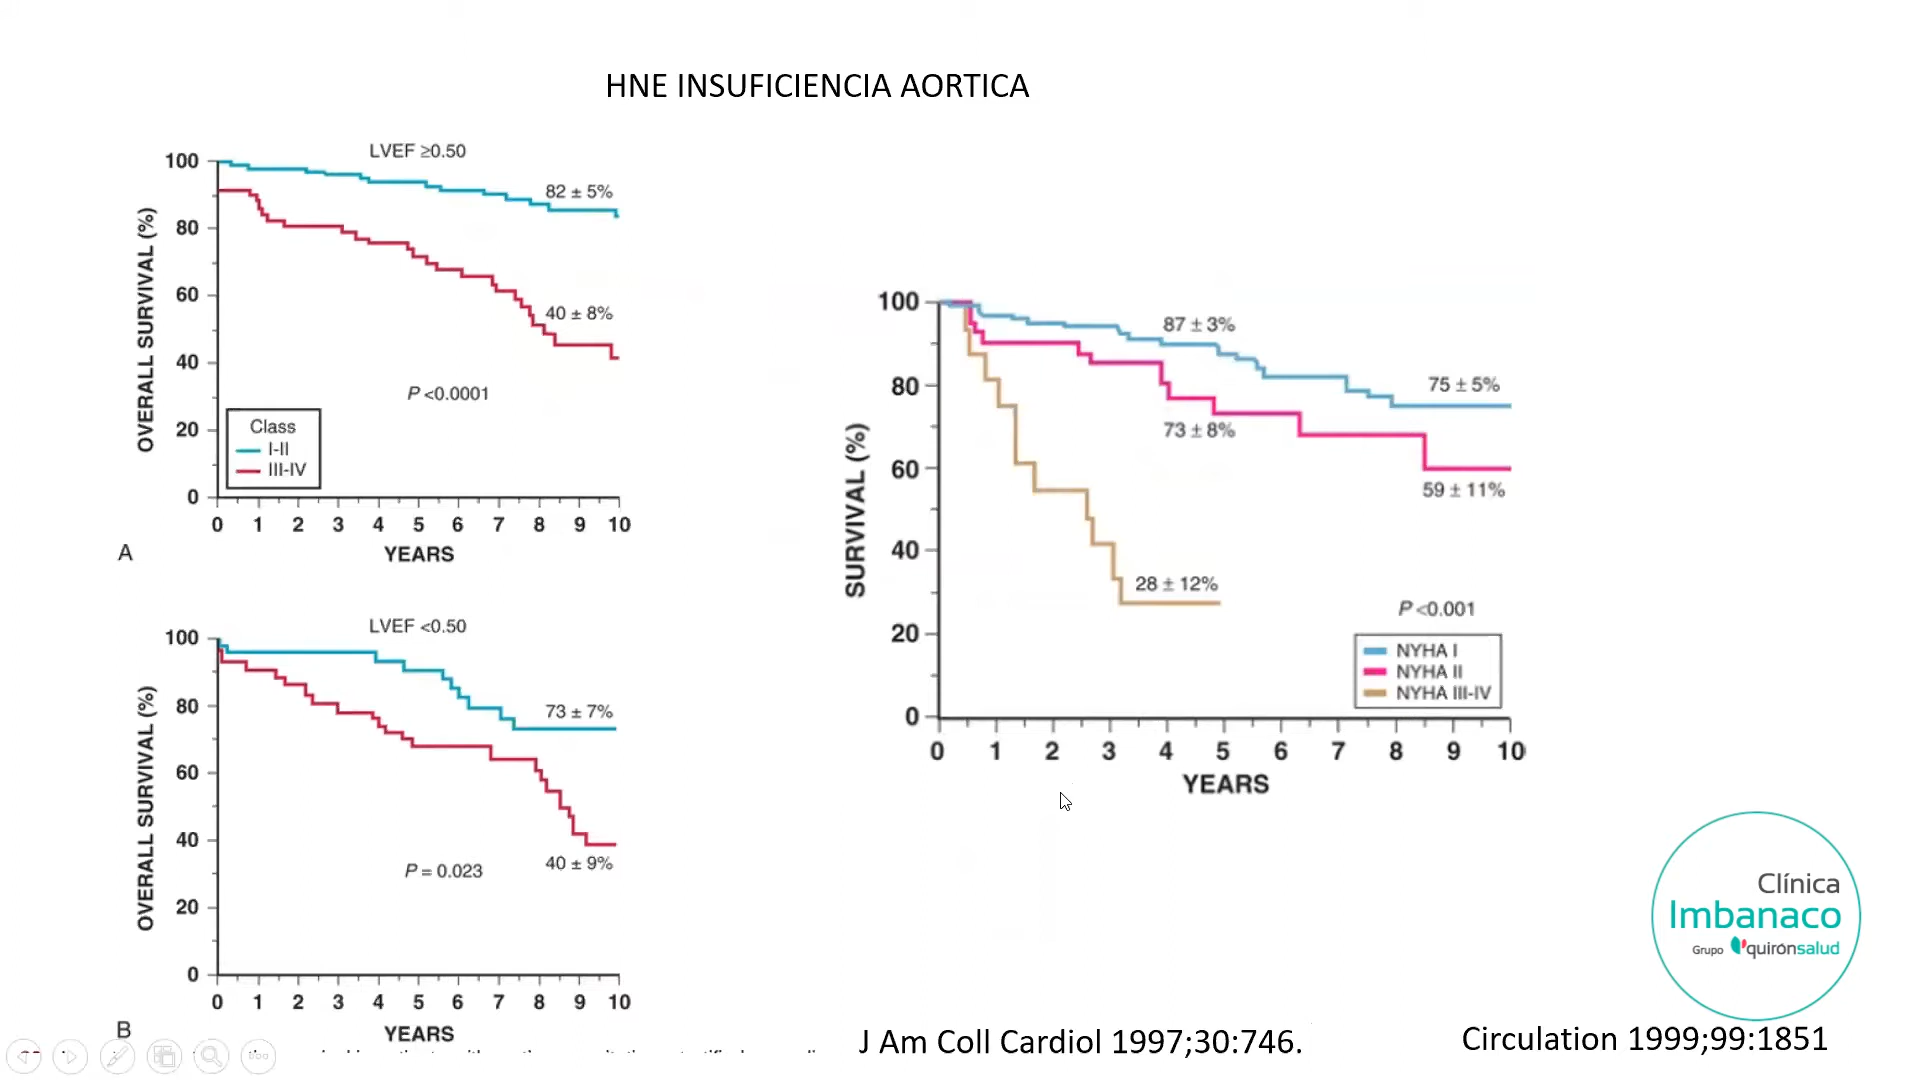 HNE INSUFICIENCIA AORTICA
LVEF ≥0.50
OVERALL SURVIVAL (%)
100
80
60
40
20
0
82 ± 5%
40 ± 8%
P <0.0001
Class
I-II
III-IV
0 1 2 3 4 5 6 7 8 9 10
YEARS
A
LVEF <0.50
OVERALL SURVIVAL (%)
100
80
60
40
20
0
73 ± 7%
40 ± 9%
P = 0.023
0 1 2 3 4 5 6 7 8 9 10
YEARS
B
SURVIVAL (%)
100
80
60
40
20
0
87 ± 3%
75 ± 5%
73 ± 8%
59 ± 11%
28 ± 12%
P <0.001
NYHA I
NYHA II
NYHA III-IV
0 1 2 3 4 5 6 7 8 9 10
YEARS
Clínica
Imbanaco
Grupo quirónsalud
J Am Coll Cardiol 1997;30:746.
Circulation 1999;99:1851